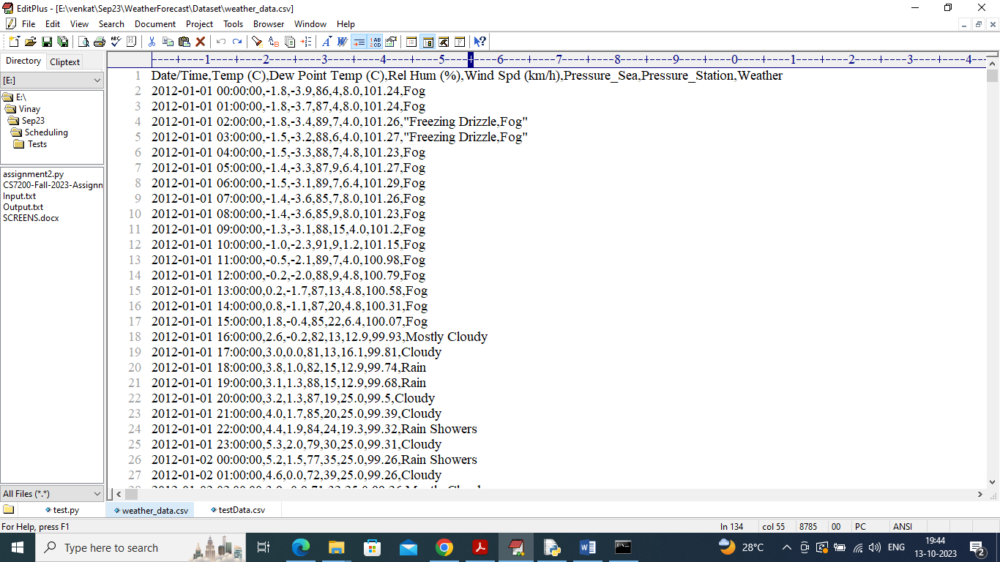 EditPlus - [E:\venkat\Sep23\WeatherForecast\Dataset\weather_data.csv]
File Edit View Search Document Project Tools Browser Window Help
Directory Cliptext
[E:]
E:\
Vinay
Sep23
Scheduling
Tests
assignment2.py
CS7200-Fall-2023-Assignn
Input.txt
Output.txt
SCREENS.docx
All Files (*.*)
----+----1----+----2----+----3----+----4----+----5----+----6----+----7----+----8----+----9----+----0----+----1----+----2----+----3----+----4--
1 Date/Time,Temp (C),Dew Point Temp (C),Rel Hum (%),Wind Spd (km/h),Pressure_Sea,Pressure_Station,Weather
2 2012-01-01 00:00:00,-1.8,-3.9,86,4,8.0,101.24,Fog
3 2012-01-01 01:00:00,-1.8,-3.7,87,4,8.0,101.24,Fog
4 2012-01-01 02:00:00,-1.8,-3.4,89,7,4.0,101.26,"Freezing Drizzle,Fog"
5 2012-01-01 03:00:00,-1.5,-3.2,88,6,4.0,101.27,"Freezing Drizzle,Fog"
6 2012-01-01 04:00:00,-1.5,-3.3,88,7,4.8,101.23,Fog
7 2012-01-01 05:00:00,-1.4,-3.3,87,9,6.4,101.27,Fog
8 2012-01-01 06:00:00,-1.5,-3.1,89,7,6.4,101.29,Fog
9 2012-01-01 07:00:00,-1.4,-3.6,85,7,8.0,101.26,Fog
10 2012-01-01 08:00:00,-1.4,-3.6,85,9,8.0,101.23,Fog
11 2012-01-01 09:00:00,-1.3,-3.1,88,15,4.0,101.2,Fog
12 2012-01-01 10:00:00,-1.0,-2.3,91,9,1.2,101.15,Fog
13 2012-01-01 11:00:00,-0.5,-2.1,89,7,4.0,100.98,Fog
14 2012-01-01 12:00:00,-0.2,-2.0,88,9,4.8,100.79,Fog
15 2012-01-01 13:00:00,0.2,-1.7,87,13,4.8,100.58,Fog
16 2012-01-01 14:00:00,0.8,-1.1,87,20,4.8,100.31,Fog
17 2012-01-01 15:00:00,1.8,-0.4,85,22,6.4,100.07,Fog
18 2012-01-01 16:00:00,2.6,-0.2,82,13,12.9,99.93,Mostly Cloudy
19 2012-01-01 17:00:00,3.0,0.0,81,13,16.1,99.81,Cloudy
20 2012-01-01 18:00:00,3.8,1.0,82,15,12.9,99.74,Rain
21 2012-01-01 19:00:00,3.1,1.3,88,15,12.9,99.68,Rain
22 2012-01-01 20:00:00,3.2,1.3,87,19,25.0,99.5,Cloudy
23 2012-01-01 21:00:00,4.0,1.7,85,20,25.0,99.39,Cloudy
24 2012-01-01 22:00:00,4.4,1.9,84,24,19.3,99.32,Rain Showers
25 2012-01-01 23:00:00,5.3,2.0,79,30,25.0,99.31,Cloudy
26 2012-01-02 00:00:00,5.2,1.5,77,35,25.0,99.26,Rain Showers
27 2012-01-02 01:00:00,4.6,0.0,72,39,25.0,99.26,Cloudy
test.py weather_data.csv testData.csv
For Help, press F1 ln 134 col 55 8785 00 PC ANSI
Type here to search 28°C ENG 19:44
13-10-2023 2